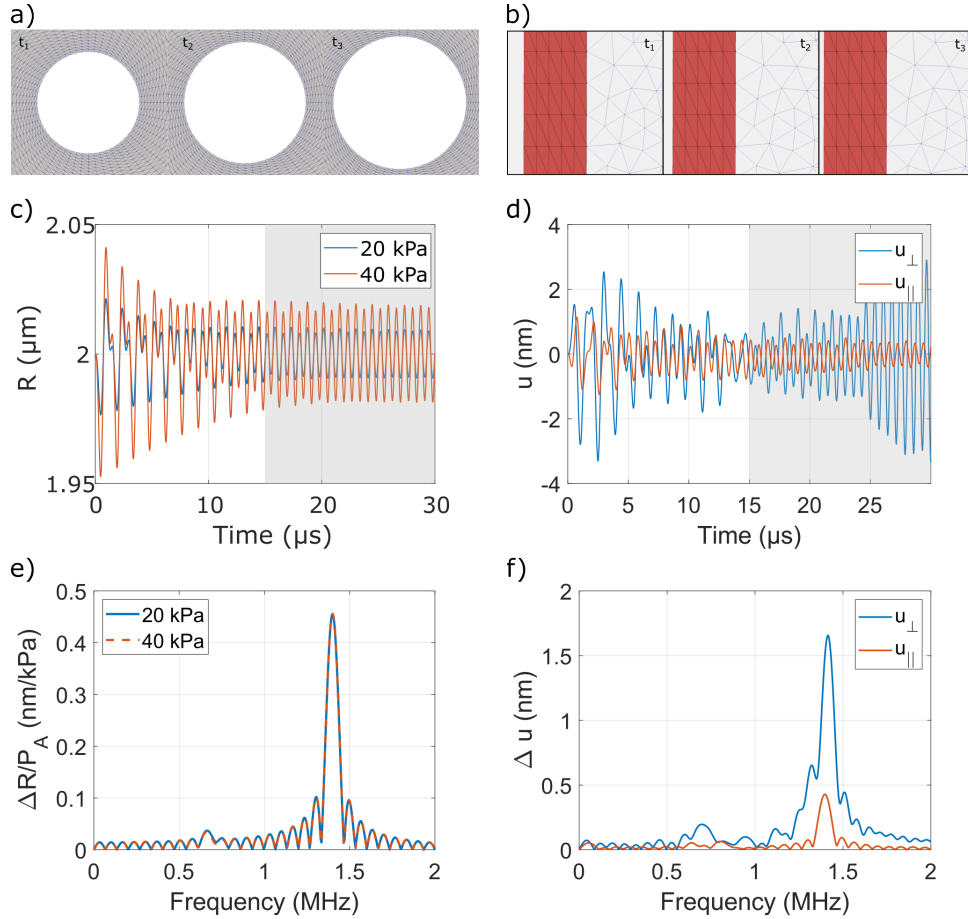 a)
t1
t2
t3
b)
t1
t2
t3
c)
R (µm)
2.05
2
1.95
20 kPa
40 kPa
0
10
20
30
Time (µs)
d)
u (nm)
4
2
0
-2
-4
u⊥
u||
0
5
10
15
20
25
Time (µs)
e)
ΔR/PA (nm/kPa)
0.5
0.4
0.3
0.2
0.1
0
20 kPa
40 kPa
0
0.5
1
1.5
2
Frequency (MHz)
f)
Δ u (nm)
2
1.5
1
0.5
0
u⊥
u||
0
0.5
1
1.5
2
Frequency (MHz)